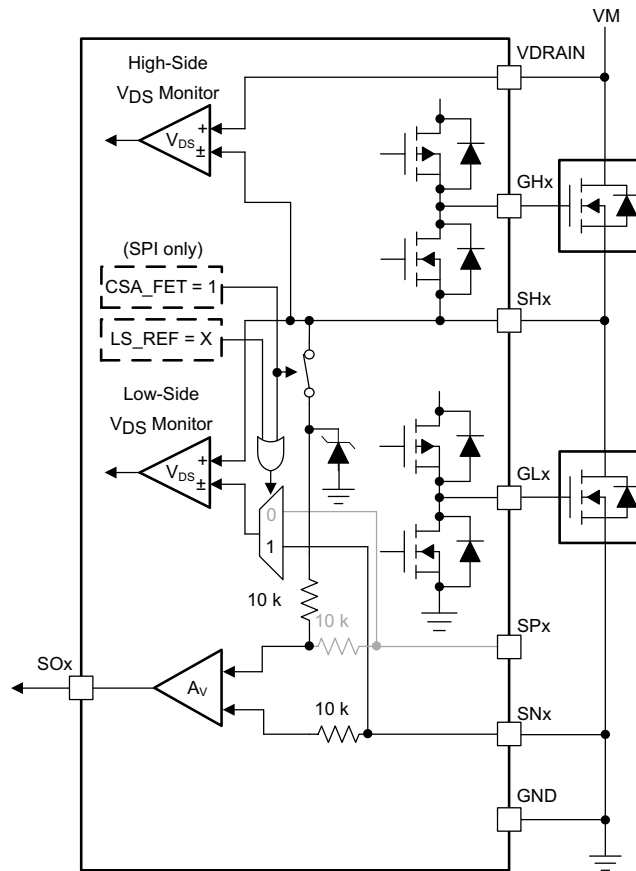 VM
VDRAIN
High-Side
VDS Monitor
+
VDS
±
GHx
(SPI only)
CSA_FET = 1
SHx
LS_REF = X
Low-Side
VDS Monitor
+
VDS
±
GLx
0
1
10 k
10 k
SPx
SOx
AV
10 k
SNx
GND